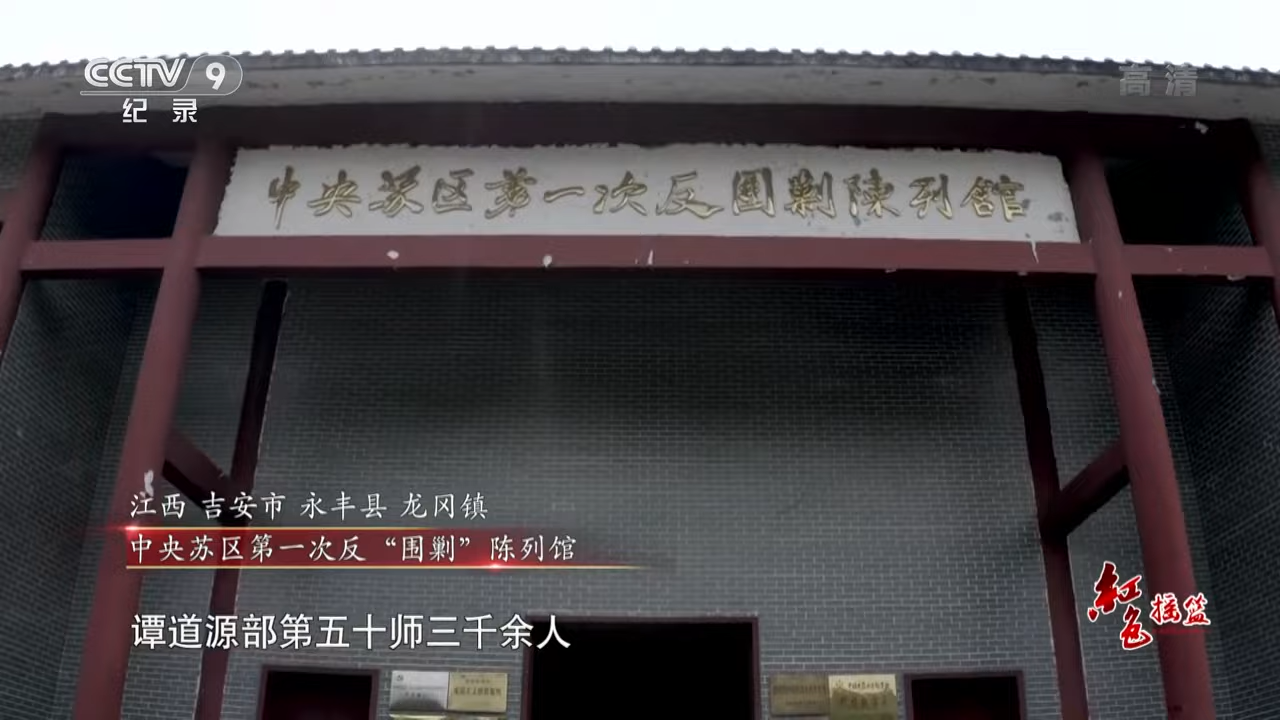 CCTV 9
高清
纪录
中央苏区第一次反围剿陳列馆
江西 吉安市 永丰县 龙冈镇
中央苏区第一次反“围剿”陈列馆
红色摇篮
谭道源部第五十师三千余人